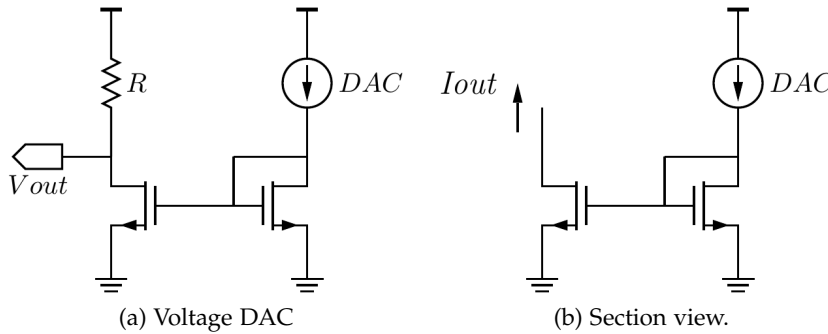 R
DAC
Vout
(a) Voltage DAC
Iout
DAC
(b) Section view.